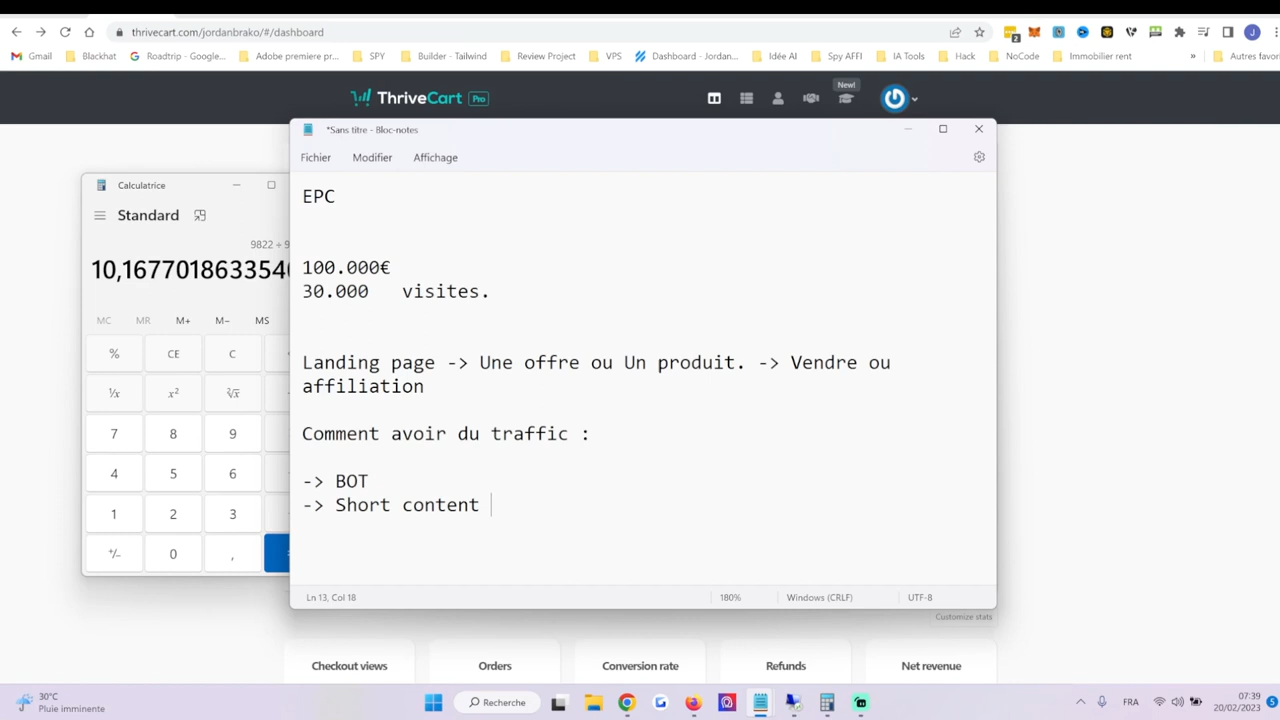 thrivecart.com/jordanbrako/#/dashboard
2
J
Gmail
Blackhat
Roadtrip - Google...
Adobe premiere pr...
SPY
Builder - Tailwind
Review Project
VPS
Dashboard - Jordan...
Idée AI
Spy AFFI
IA Tools
Hack
NoCode
Immobilier rent
»
Autres favor
New!
ThriveCart Pro
*Sans titre - Bloc-notes
Fichier Modifier Affichage
EPC
100.000€
30.000 visites.
Landing page -> Une offre ou Un produit. -> Vendre ou
affiliation
Comment avoir du traffic :
-> BOT
-> Short content
Ln 13, Col 18
180%
Windows (CRLF)
UTF-8
Calculatrice
Standard
9822 ÷ 9
MC MR M+ M− MS
% CE C
¹/x x² ²√x
7 8 9
4 5 6
1 2 3
+/− 0 ,
Customize stats
Checkout views
Orders
Conversion rate
Refunds
Net revenue
30°C
Pluie imminente
Recherche
FRA
07:39
20/02/2023
5